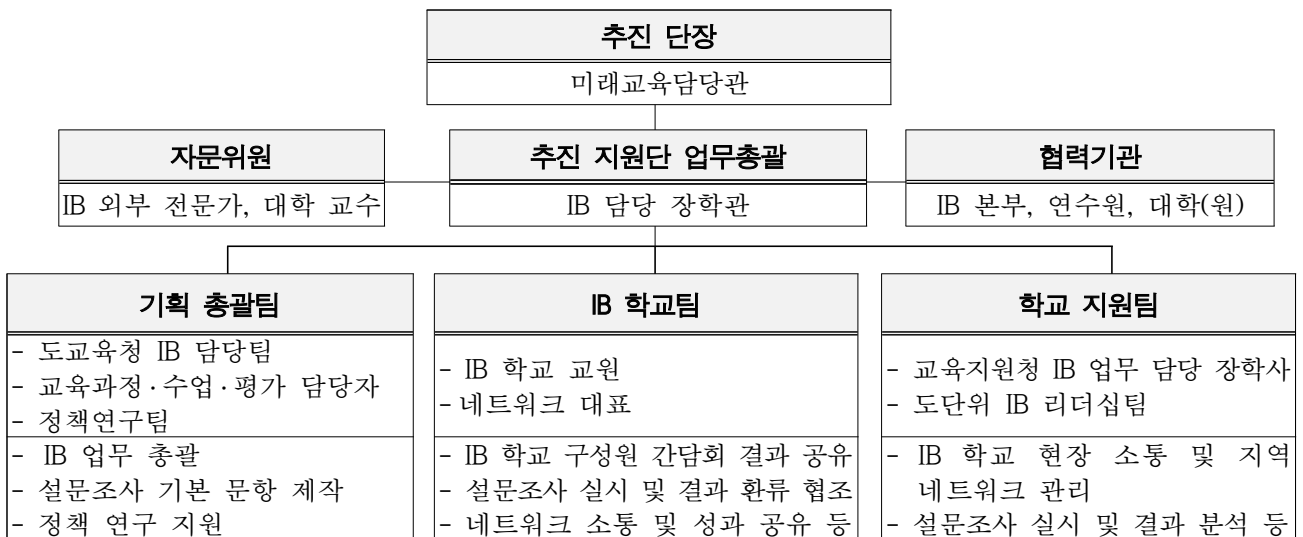 추진 단장
미래교육담당관
자문위원
IB 외부 전문가, 대학 교수
추진 지원단 업무총괄
IB 담당 장학관
협력기관
IB 본부, 연수원, 대학(원)
기획 총괄팀
- 도교육청 IB 담당팀
- 교육과정·수업·평가 담당자
- 정책연구팀
- IB 업무 총괄
- 설문조사 기본 문항 제작
- 정책 연구 지원
IB 학교팀
- IB 학교 교원
- 네트워크 대표
- IB 학교 구성원 간담회 결과 공유
- 설문조사 실시 및 결과 환류 협조
- 네트워크 소통 및 성과 공유 등
학교 지원팀
- 교육지원청 IB 업무 담당 장학사
- 도단위 IB 리더십팀
- IB 학교 현장 소통 및 지역
네트워크 관리
- 설문조사 실시 및 결과 분석 등